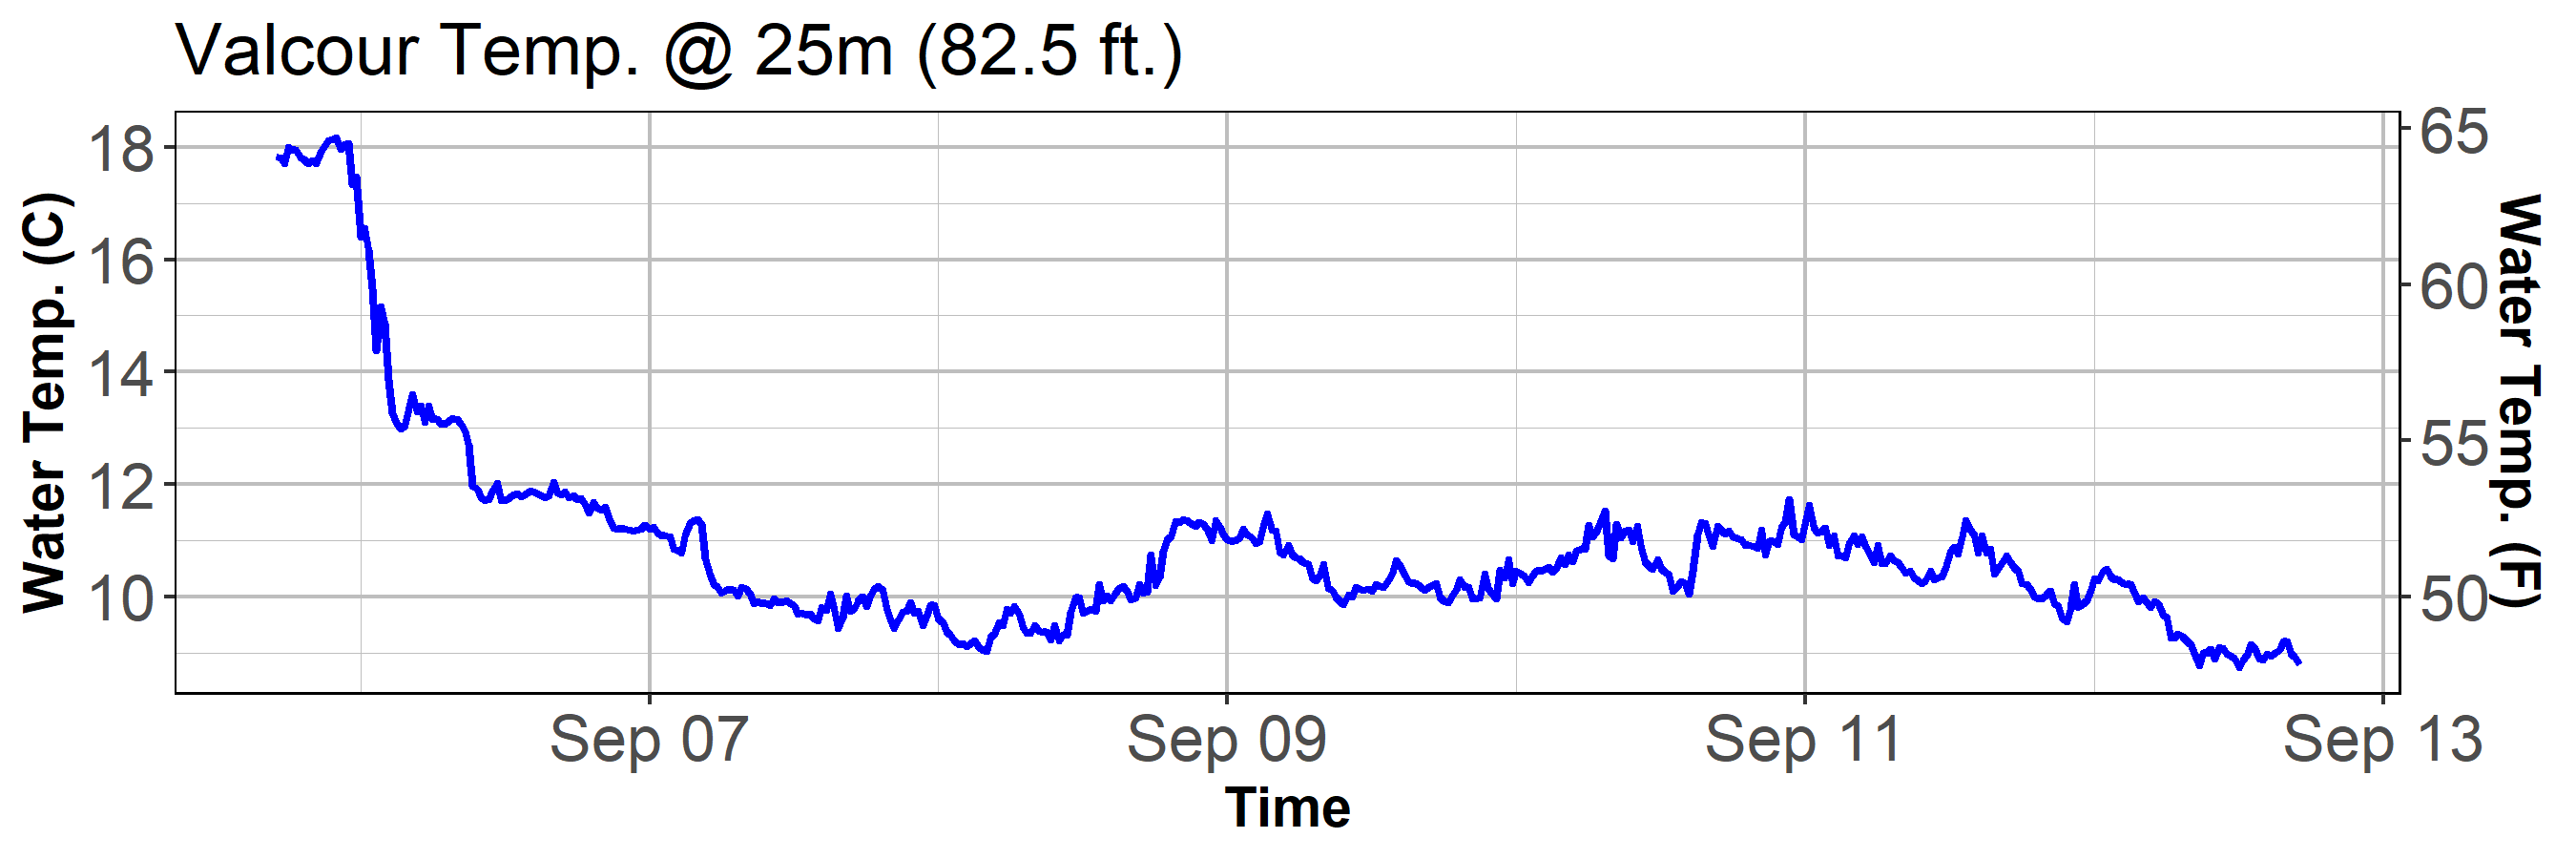 Valcour Temp. @ 25m (82.5 ft.)
Water Temp. (C)
18
16
14
12
10
65
60
55
50
Water Temp. (F)
Sep 07 Sep 09 Sep 11 Sep 13
Time